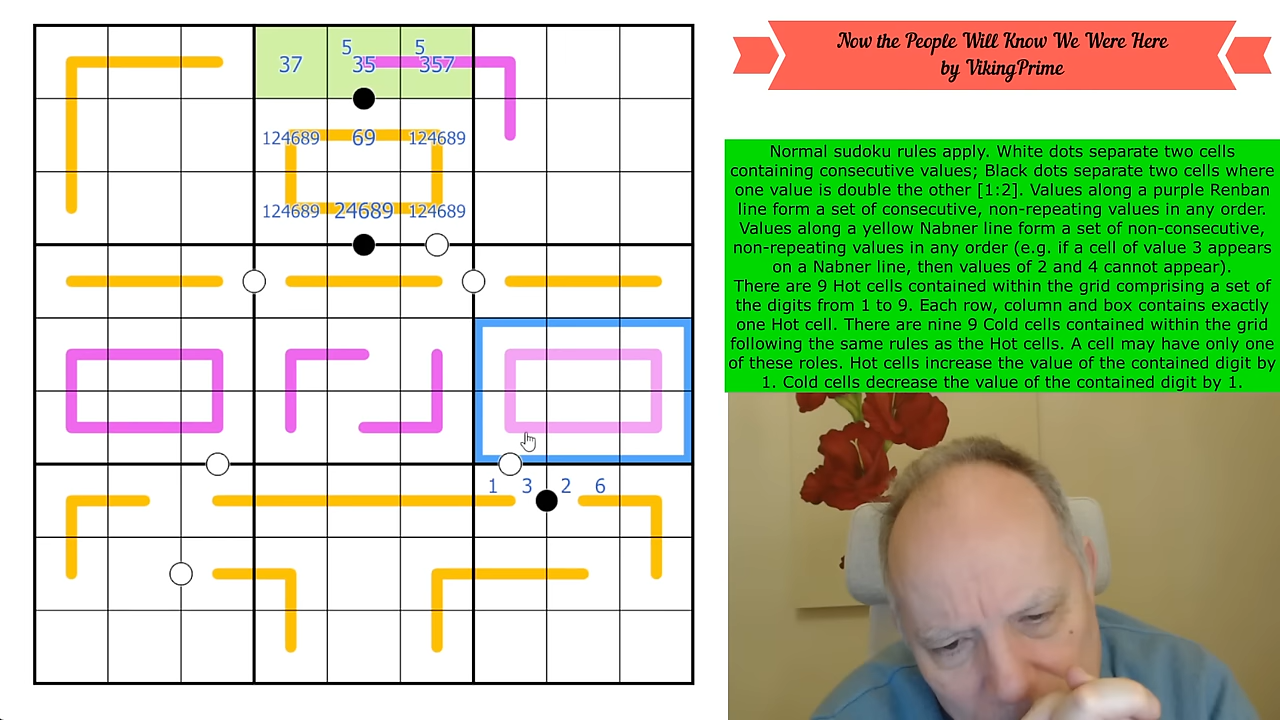 Now the People Will Know We Were Here
by VikingPrime
5 5
37 35 357
124689 69 124689
124689 24689 124689
1 3 2 6
Normal sudoku rules apply. White dots separate two cells
containing consecutive values; Black dots separate two cells where
one value is double the other [1:2]. Values along a purple Renban
line form a set of consecutive, non-repeating values in any order.
Values along a yellow Nabner line form a set of non-consecutive,
non-repeating values in any order (e.g. if a cell of value 3 appears
on a Nabner line, then values of 2 and 4 cannot appear).
There are 9 Hot cells contained within the grid comprising a set of
the digits from 1 to 9. Each row, column and box contains exactly
one Hot cell. There are nine 9 Cold cells contained within the grid
following the same rules as the Hot cells. A cell may have only one
of these roles. Hot cells increase the value of the contained digit by
1. Cold cells decrease the value of the contained digit by 1.